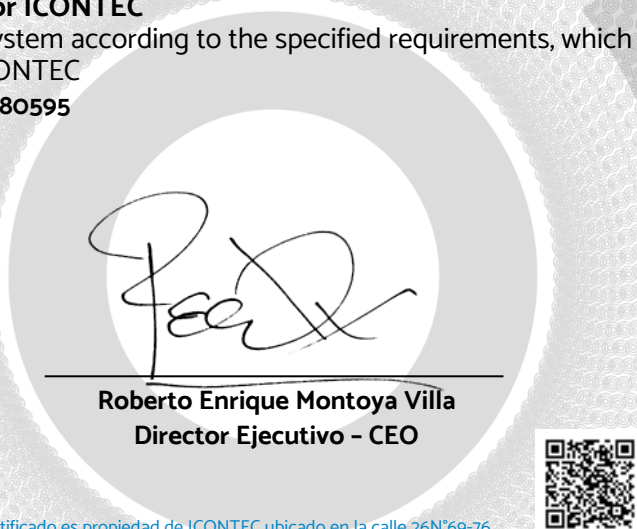 or ICONTEC
ystem according to the specified requirements, which
ONTEC
80595
Roberto Enrique Montoya Villa
Director Ejecutivo – CEO
tificado es propiedad de ICONTEC ubicado en la calle 26N°69-76